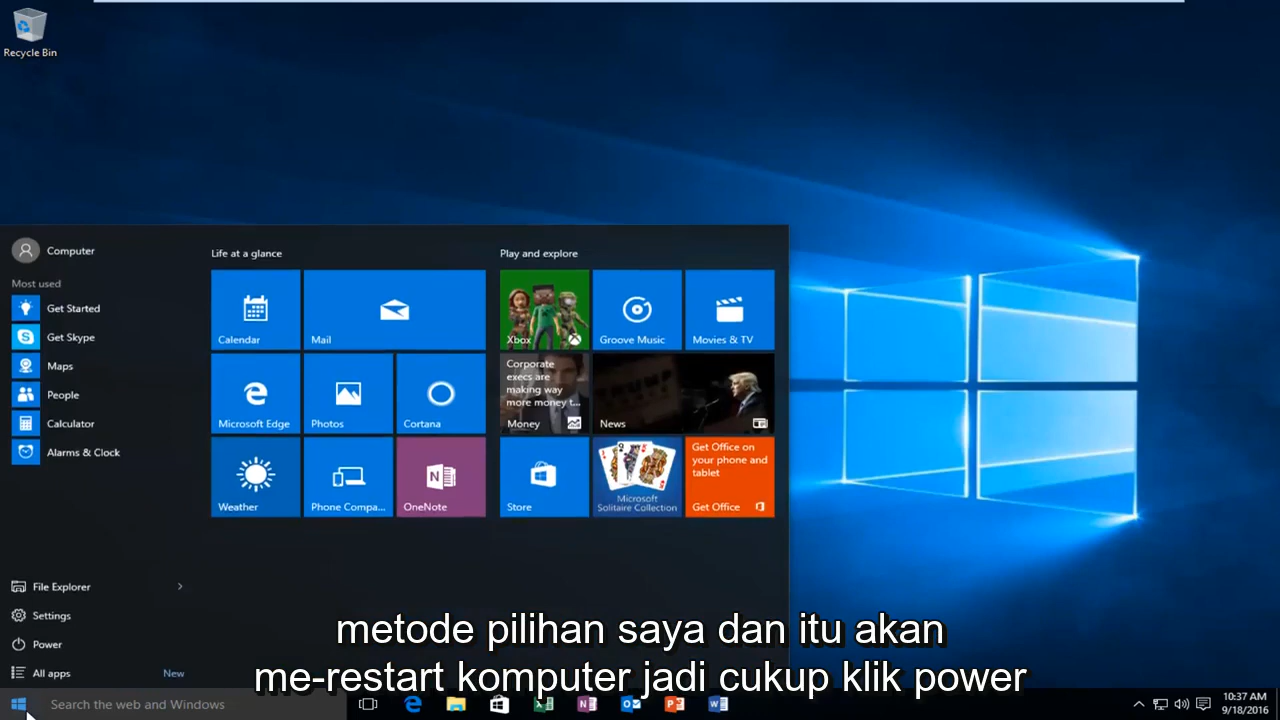 Recycle Bin
Computer
Most used
Get Started
Get Skype
Maps
People
Calculator
Alarms & Clock
File Explorer
Settings
Power
All apps
New
Life at a glance
Calendar
Mail
Microsoft Edge
Photos
Cortana
Weather
Phone Compa...
OneNote
Play and explore
Xbox
Groove Music
Movies & TV
Corporate
execs are
making way
more money t...
Money
News
Store
Microsoft
Solitaire Collection
Get Office on
your phone and
tablet
Get Office
metode pilihan saya dan itu akan
me-restart komputer jadi cukup klik power
Search the web and Windows
10:37 AM
9/18/2016